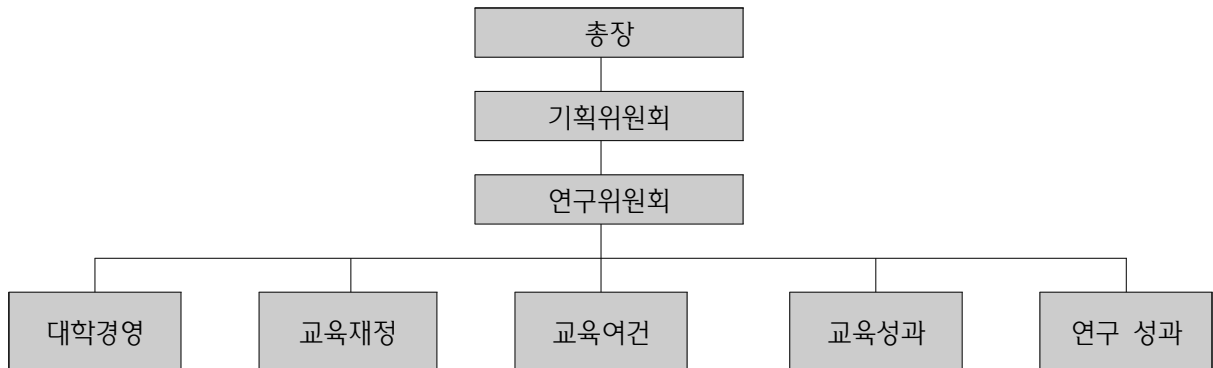 총장
기획위원회
연구위원회
대학경영
교육재정
교육여건
교육성과
연구 성과